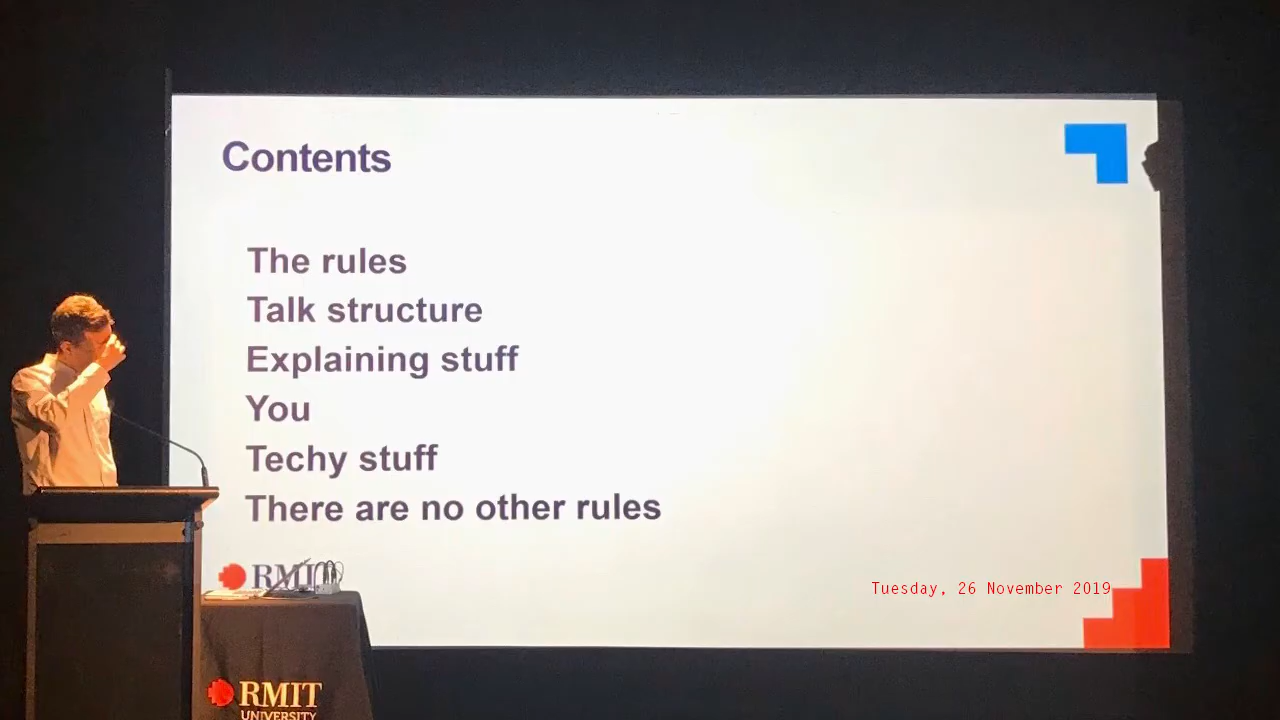 Contents
The rules
Talk structure
Explaining stuff
You
Techy stuff
There are no other rules
RMIT
Tuesday, 26 November 2019
RMIT
UNIVERSITY